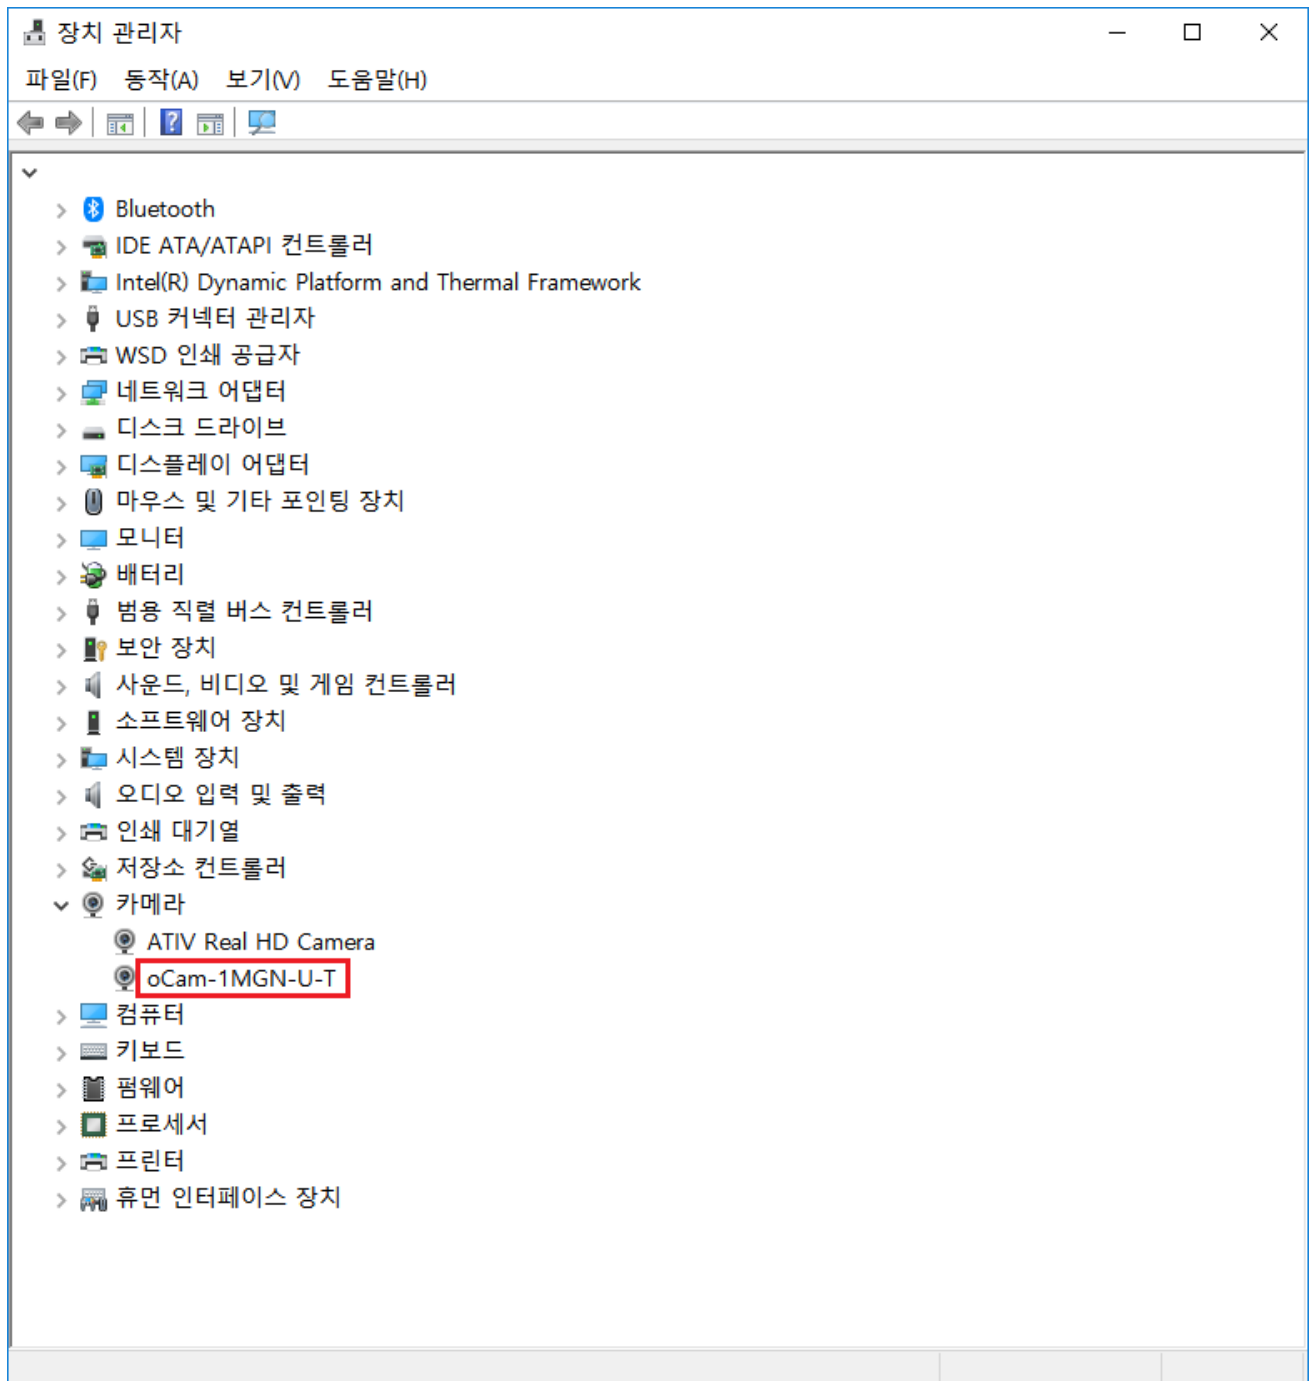 장치 관리자
파일(F) 동작(A) 보기(V) 도움말(H)
Bluetooth
IDE ATA/ATAPI 컨트롤러
Intel(R) Dynamic Platform and Thermal Framework
USB 커넥터 관리자
WSD 인쇄 공급자
네트워크 어댑터
디스크 드라이브
디스플레이 어댑터
마우스 및 기타 포인팅 장치
모니터
배터리
범용 직렬 버스 컨트롤러
보안 장치
사운드, 비디오 및 게임 컨트롤러
소프트웨어 장치
시스템 장치
오디오 입력 및 출력
인쇄 대기열
저장소 컨트롤러
카메라
ATIV Real HD Camera
oCam-1MGN-U-T
컴퓨터
키보드
펌웨어
프로세서
프린터
휴먼 인터페이스 장치